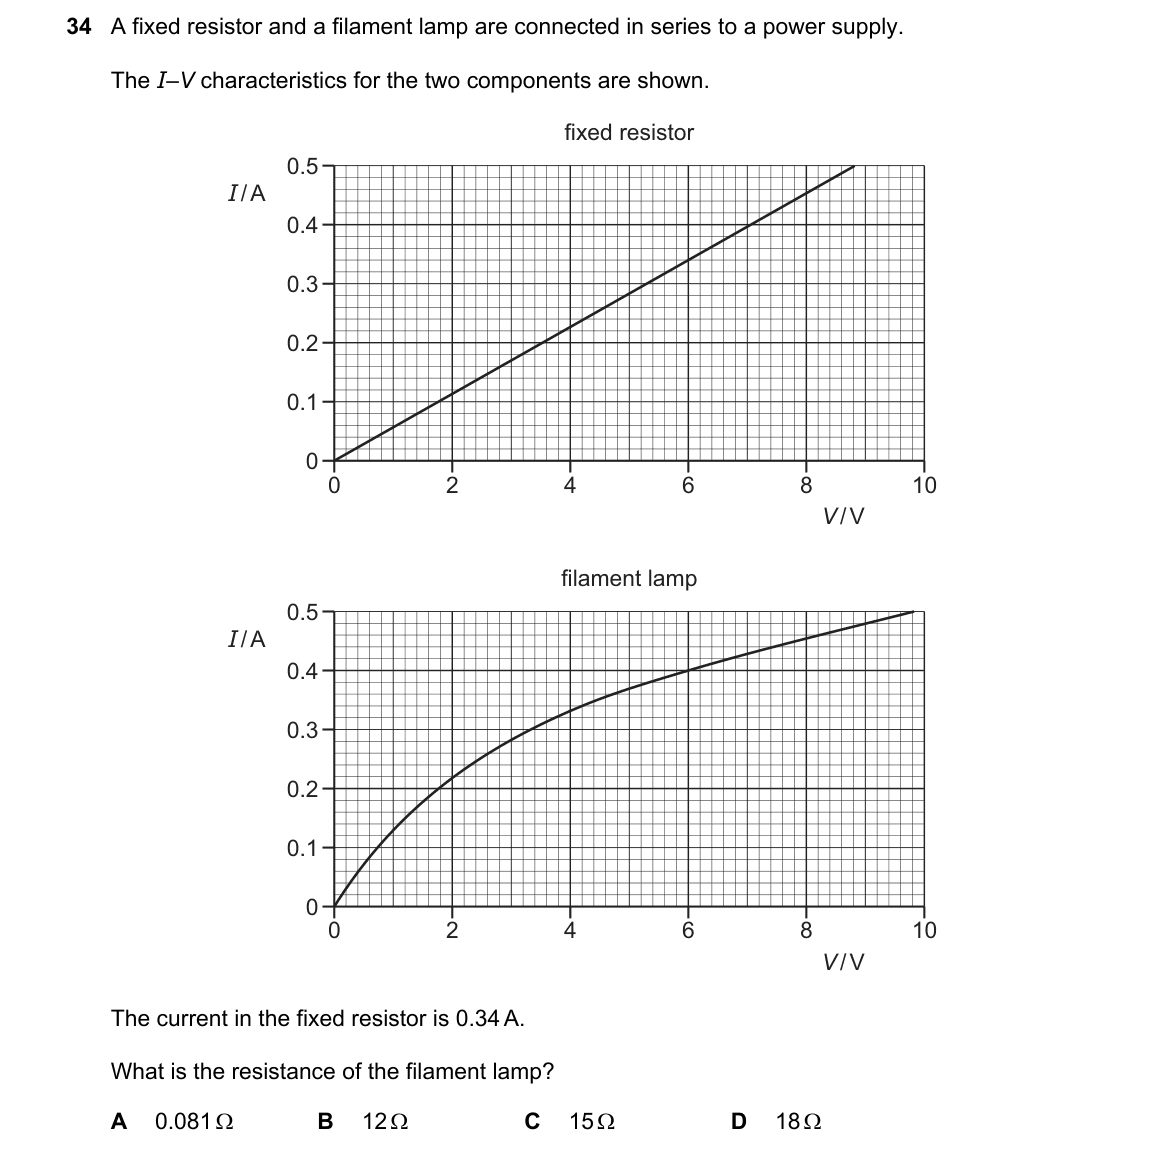 34 A fixed resistor and a filament lamp are connected in series to a power supply.
The I–V characteristics for the two components are shown.
fixed resistor
0.5
I/A
0.4
0.3
0.2
0.1
0
0 2 4 6 8 10
V/V
filament lamp
0.5
I/A
0.4
0.3
0.2
0.1
0
0 2 4 6 8 10
V/V
The current in the fixed resistor is 0.34 A.
What is the resistance of the filament lamp?
A 0.081 Ω B 12 Ω C 15 Ω D 18 Ω